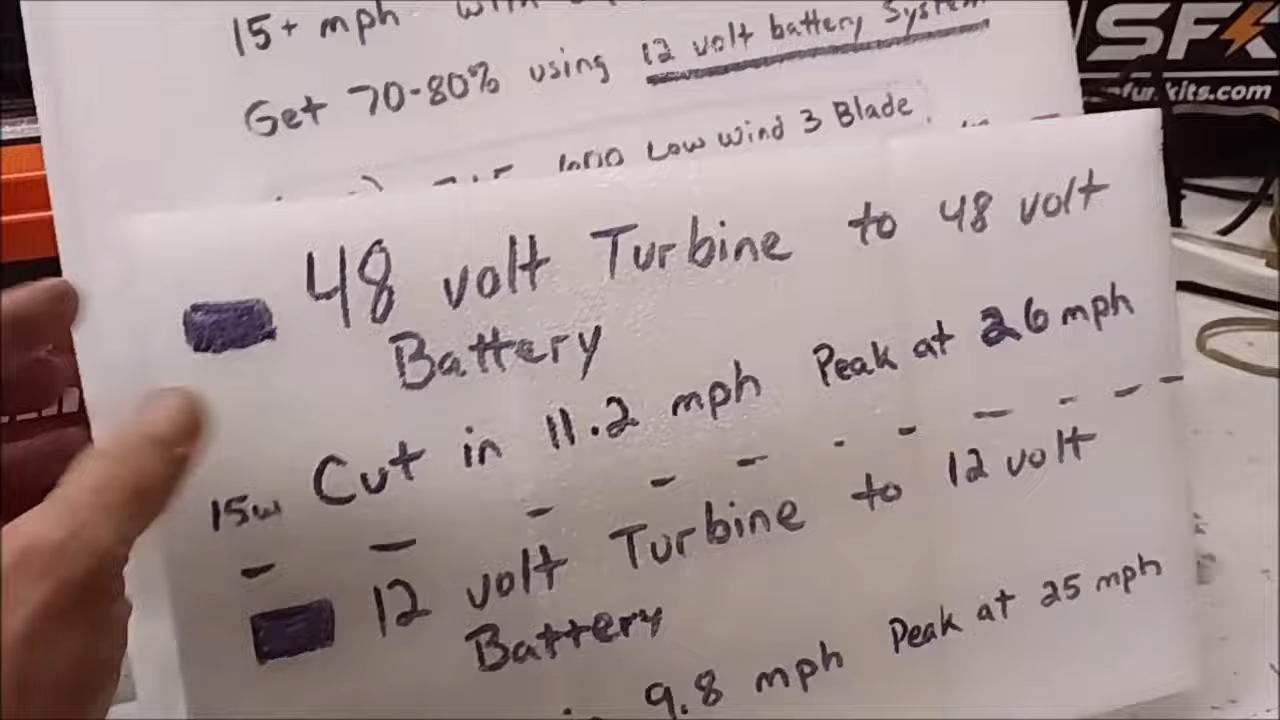 15+ mph
Get 70-80% using 12 volt battery System
Low Wind 3 Blade
SFK
kits.com
48 volt Turbine to 48 volt
Battery
15w Cut in 11.2 mph Peak at 26 mph
12 volt Turbine to 12 volt
Battery
9.8 mph Peak at 25 mph